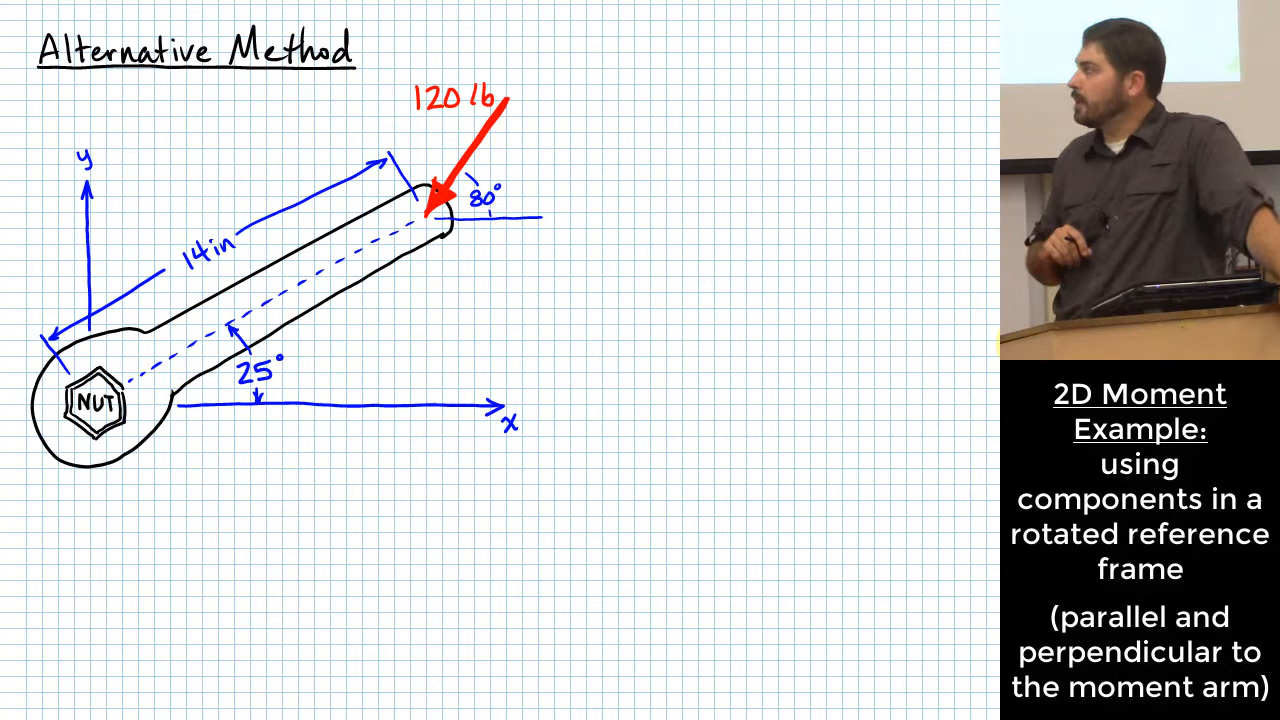 Alternative Method
120 lb
y
80°
14in
25°
NUT
x
2D Moment
Example:
using
components in a
rotated reference
frame
(parallel and
perpendicular to
the moment arm)